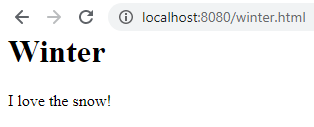 localhost:8080/winter.html
Winter
I love the snow!